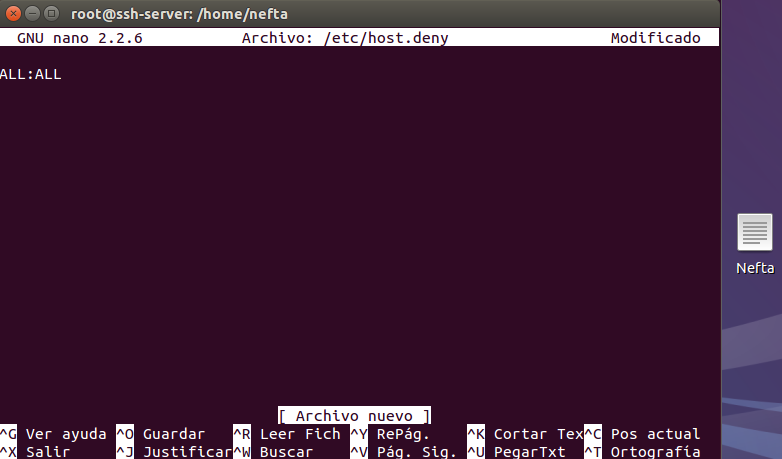 root@ssh-server: /home/nefta
GNU nano 2.2.6 Archivo: /etc/host.deny Modificado
ALL:ALL
Nefta
[ Archivo nuevo ]
^G Ver ayuda ^O Guardar ^R Leer Fich ^Y RePág. ^K Cortar Tex ^C Pos actual
^X Salir ^J Justificar ^W Buscar ^V Pág. Sig. ^U PegarTxt ^T Ortografía